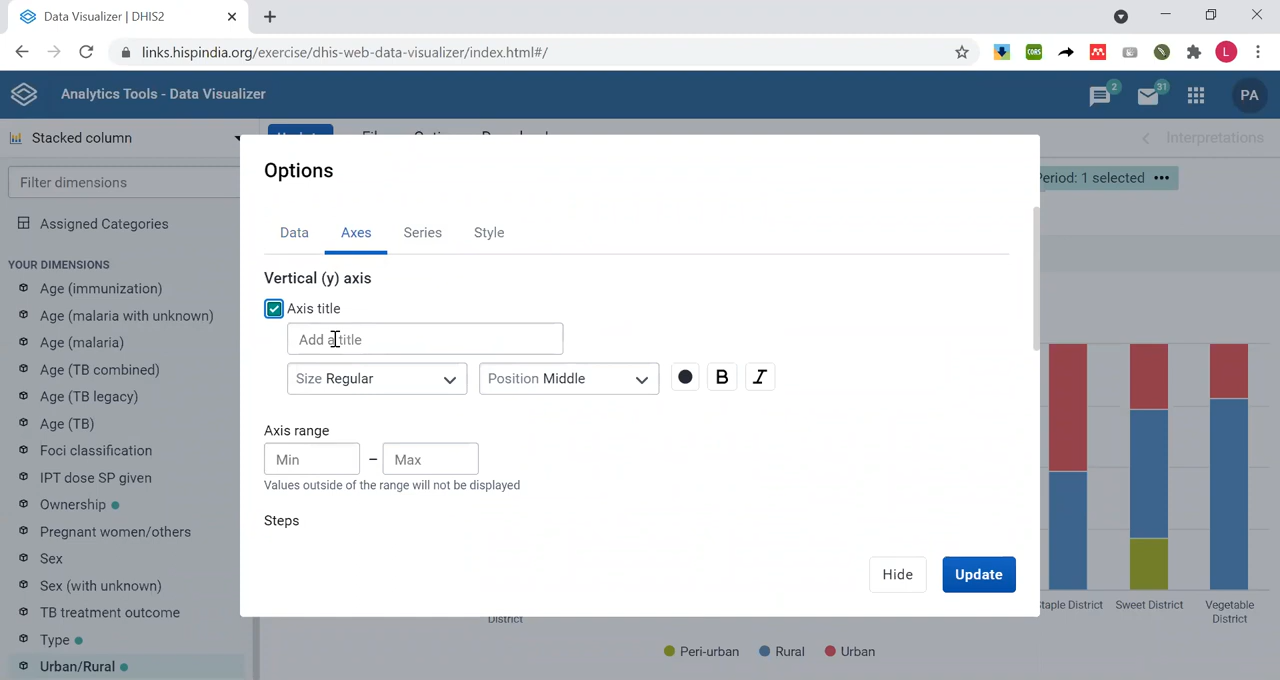 Data Visualizer | DHIS2
links.hispindia.org/exercise/dhis-web-data-visualizer/index.html#/
CORS
L
Analytics Tools - Data Visualizer
2
31
PA
Stacked column
Interpretations
Filter dimensions
Period: 1 selected
Assigned Categories
YOUR DIMENSIONS
Age (immunization)
Age (malaria with unknown)
Age (malaria)
Age (TB combined)
Age (TB legacy)
Age (TB)
Foci classification
IPT dose SP given
Ownership
Pregnant women/others
Sex
Sex (with unknown)
TB treatment outcome
Type
Urban/Rural
Options
Data Axes Series Style
Vertical (y) axis
Axis title
Add a title
Size Regular Position Middle B I
Axis range
Min – Max
Values outside of the range will not be displayed
Steps
Hide Update
Staple District Sweet District Vegetable District
District
Peri-urban Rural Urban